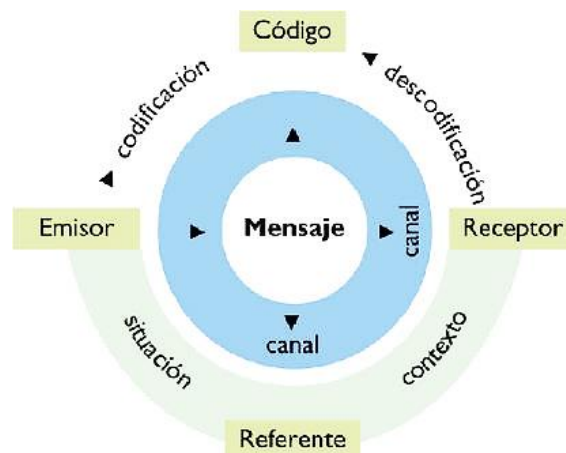 Código
codificación
descodificación
Emisor
Mensaje
canal
Receptor
canal
situación
contexto
Referente